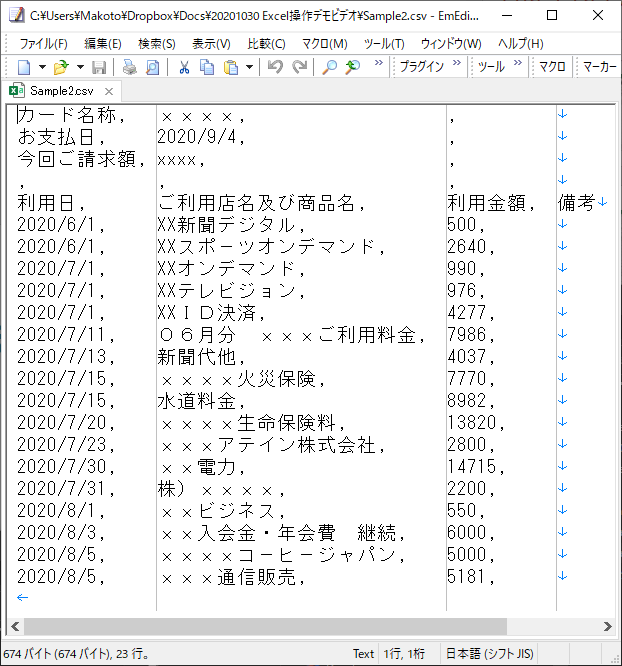 C:¥Users¥Makoto¥Dropbox¥Docs¥20201030 Excel操作デモビデオ¥Sample2.csv - EmEdi...
ファイル(F) 編集(E) 検索(S) 表示(V) 比較(C) マクロ(M) ツール(T) ウィンドウ(W) ヘルプ(H)
プラグイン ツール マクロ マーカー
Sample2.csv
カード名称, ××××, ,
お支払日, 2020/9/4, ,
今回ご請求額, xxxx, ,
, , ,
利用日, ご利用店名及び商品名, 利用金額, 備考
2020/6/1, XX新聞デジタル, 500,
2020/6/1, XXスポーツオンデマンド, 2640,
2020/7/1, XXオンデマンド, 990,
2020/7/1, XXテレビジョン, 976,
2020/7/1, XXＩＤ決済, 4277,
2020/7/11, ０６月分　×××ご利用料金, 7986,
2020/7/13, 新聞代他, 4037,
2020/7/15, ××××火災保険, 7770,
2020/7/15, 水道料金, 8982,
2020/7/20, ××××生命保険料, 13820,
2020/7/23, ×××アテイン株式会社, 2800,
2020/7/30, ××電力, 14715,
2020/7/31, 株）××××, 2200,
2020/8/1, ××ビジネス, 550,
2020/8/3, ××入会金・年会費　継続, 6000,
2020/8/5, ××××コーヒージャパン, 5000,
2020/8/5, ×××通信販売, 5181,
674 バイト (674 バイト), 23 行。 Text 1行, 1桁 日本語 (シフト JIS)